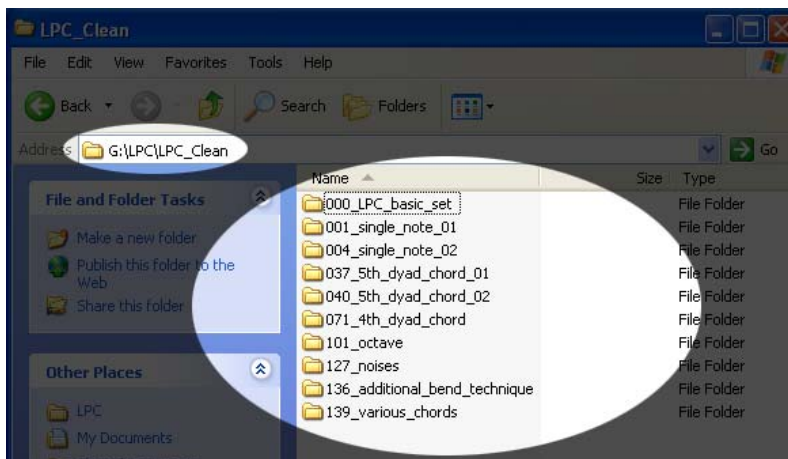 LPC_Clean
File Edit View Favorites Tools Help
Back Search Folders
Address G:\LPC\LPC_Clean Go
Name Size Type
File and Folder Tasks
Make a new folder
Publish this folder to the
Web
Share this folder
Other Places
LPC
My Documents
000_LPC_basic_set File Folder
001_single_note_01 File Folder
004_single_note_02 File Folder
037_5th_dyad_chord_01 File Folder
040_5th_dyad_chord_02 File Folder
071_4th_dyad_chord File Folder
101_octave File Folder
127_noises File Folder
136_additional_bend_technique File Folder
139_various_chords File Folder